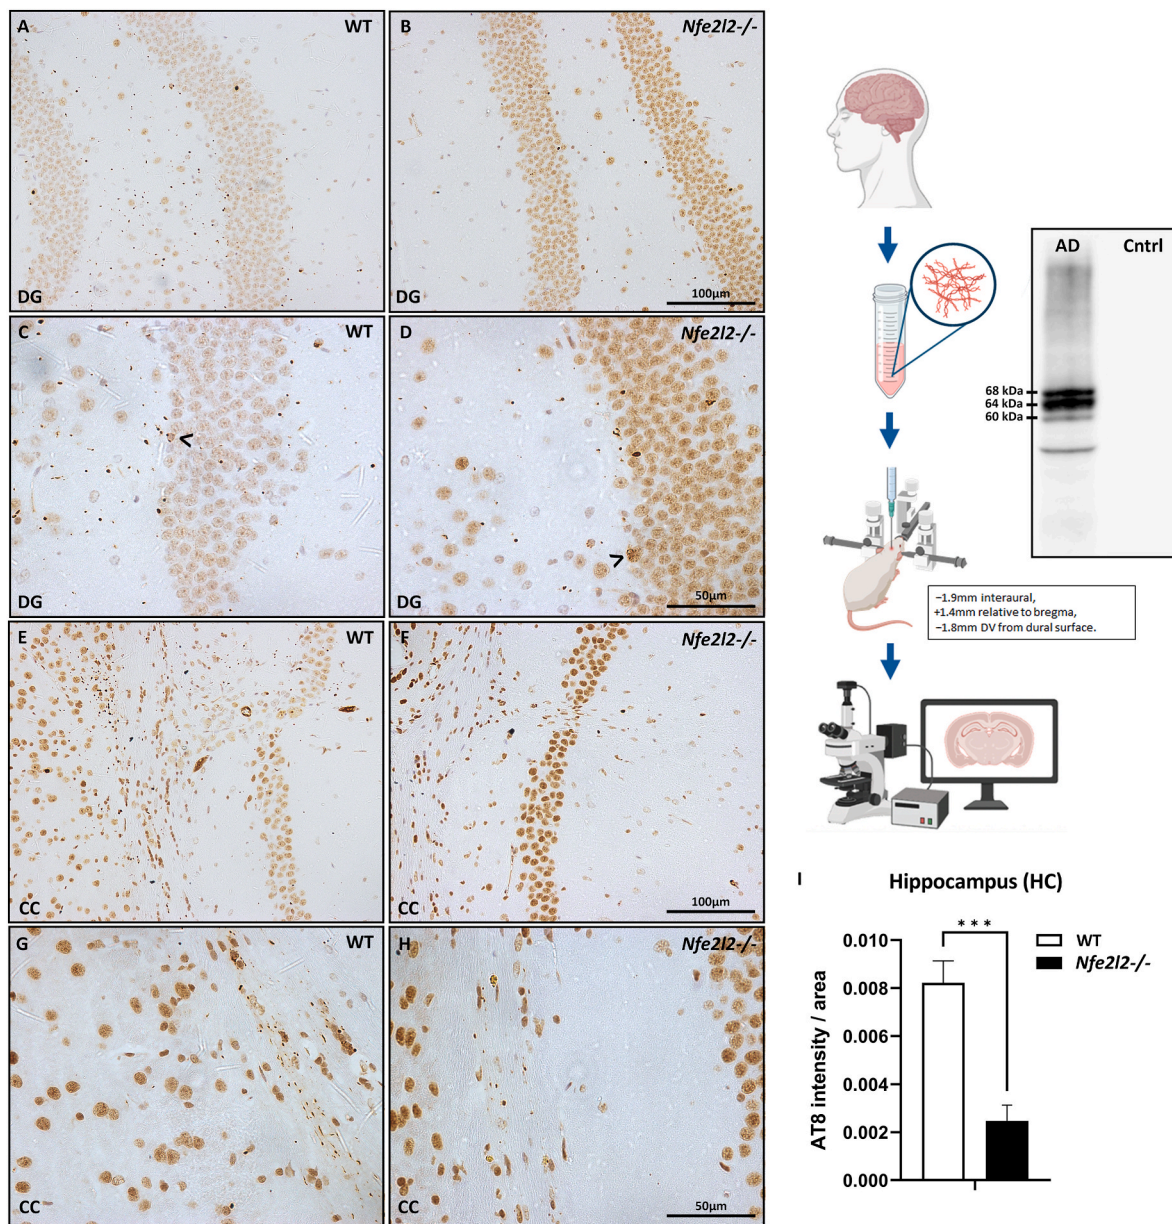 A
WT
DG
B
Nfe2l2-/-
DG
100µm
C
WT
<
DG
D
Nfe2l2-/-
>
DG
50µm
E
WT
CC
F
Nfe2l2-/-
CC
100µm
G
WT
CC
H
Nfe2l2-/-
CC
50µm
AD Cntrl
68 kDa
64 kDa
60 kDa
−1.9mm interaural,
+1.4mm relative to bregma,
−1.8mm DV from dural surface.
I
Hippocampus (HC)
AT8 intensity / area
0.010
0.008
0.006
0.004
0.002
0.000
***
WT
Nfe2l2-/-